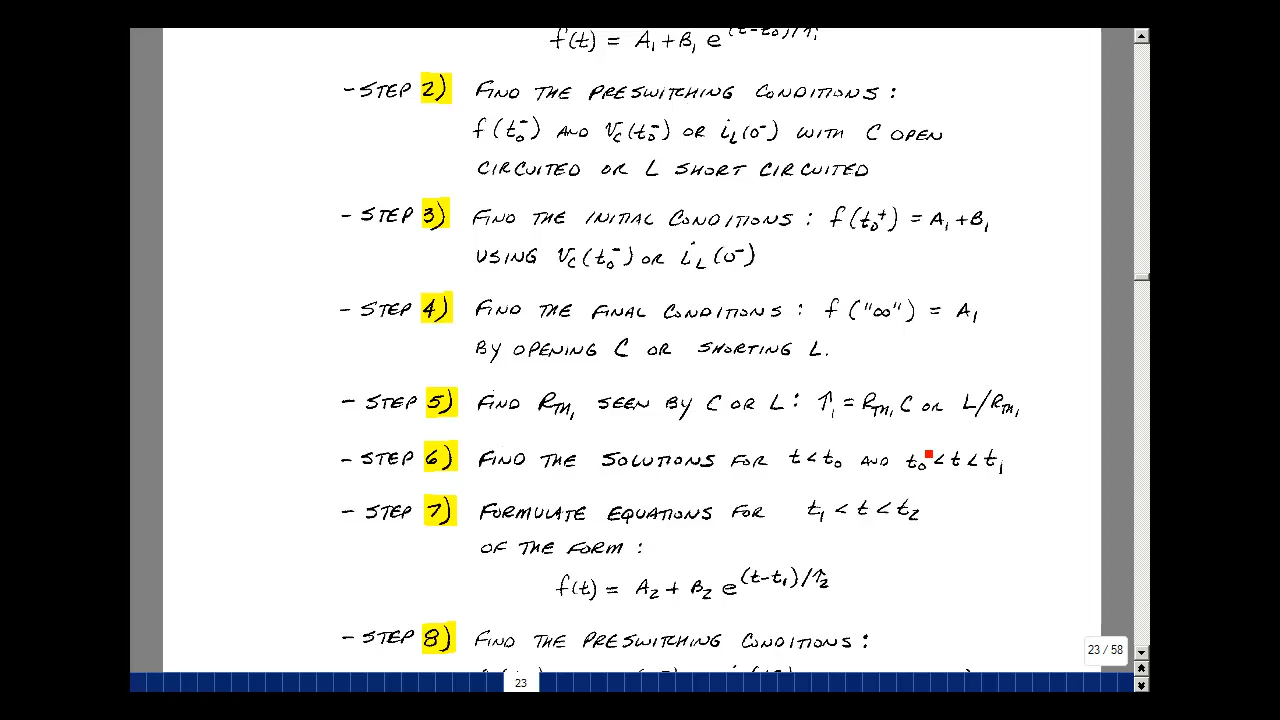 f(t) = A₁ + B₁ e^(t-t₀)/τ₁
- STEP 2) FIND THE PRESWITCHING CONDITIONS :
f(t₀⁻) AND V_C(t₀⁻) OR i_L(0⁻) WITH C OPEN
CIRCUITED OR L SHORT CIRCUITED
- STEP 3) FIND THE INITIAL CONDITIONS : f(t₀⁺) = A₁ + B₁
USING V_C(t₀⁻) OR i_L(0⁻)
- STEP 4) FIND THE FINAL CONDITIONS : f("∞") = A₁
BY OPENING C OR SHORTING L.
- STEP 5) FIND R_TH₁ SEEN BY C OR L : τ₁ = R_TH₁ C OR L/R_TH₁
- STEP 6) FIND THE SOLUTIONS FOR t < t₀ AND t₀ < t < t₁
- STEP 7) FORMULATE EQUATIONS FOR t₁ < t < t₂
OF THE FORM :
f(t) = A₂ + B₂ e^(t-t₁)/τ₂
- STEP 8) FIND THE PRESWITCHING CONDITIONS :
23 / 58
23